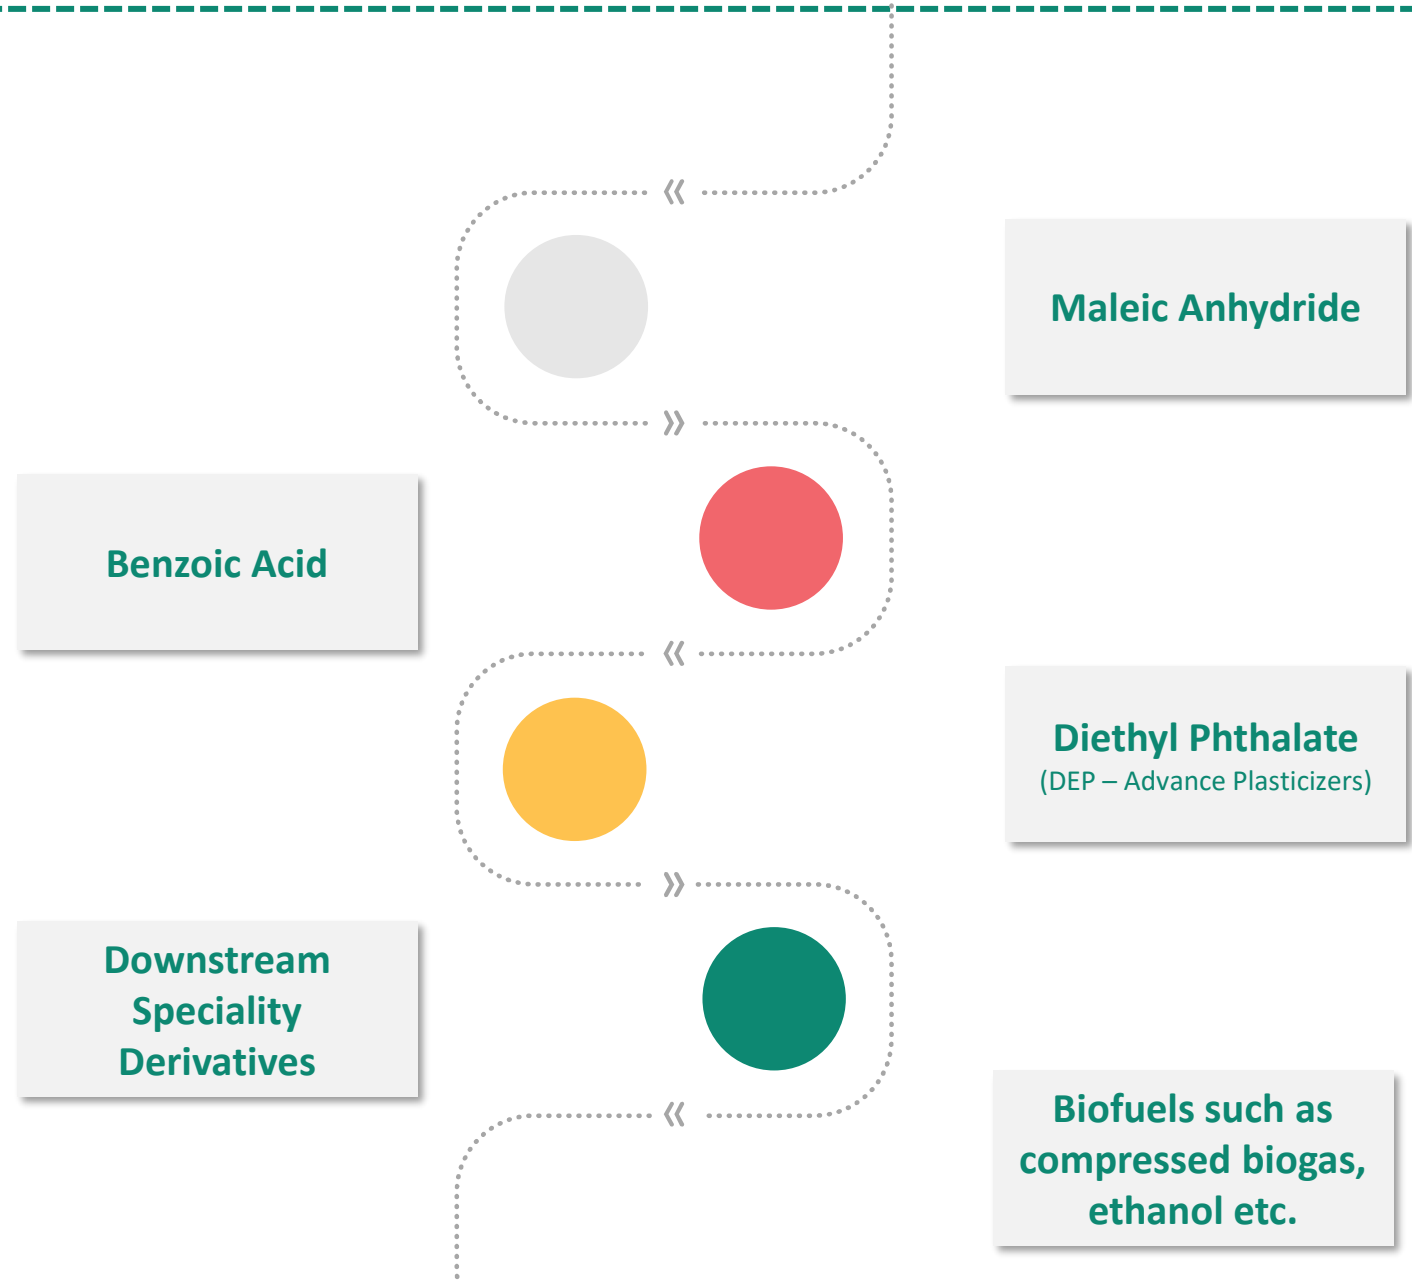 Maleic Anhydride
Benzoic Acid
Diethyl Phthalate
(DEP – Advance Plasticizers)
Downstream
Speciality
Derivatives
Biofuels such as
compressed biogas,
ethanol etc.